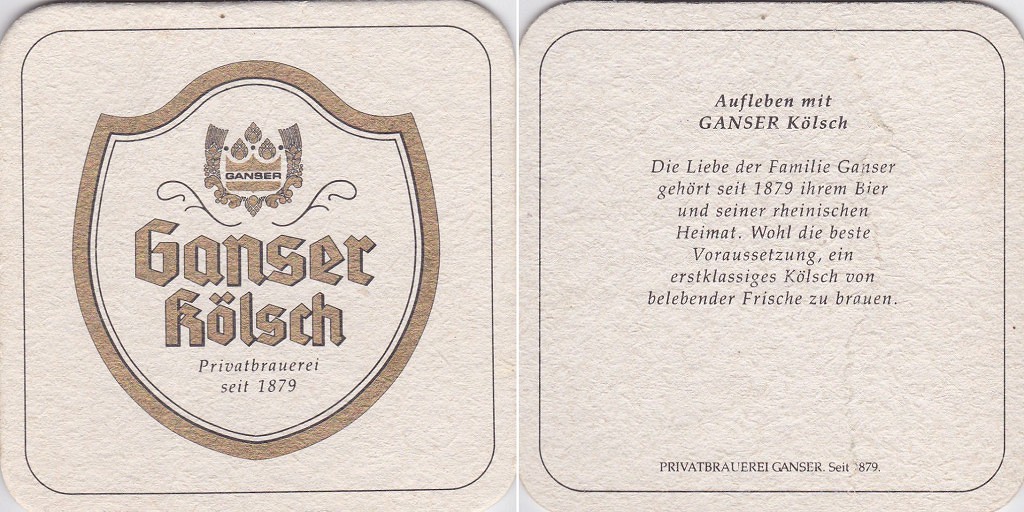 GANSER
Ganser
Kölsch
Privatbrauerei
seit 1879
Aufleben mit
GANSER Kölsch
Die Liebe der Familie Ganser
gehört seit 1879 ihrem Bier
und seiner rheinischen
Heimat. Wohl die beste
Voraussetzung, ein
erstklassiges Kölsch von
belebender Frische zu brauen.
PRIVATBRAUEREI GANSER. Seit 879.